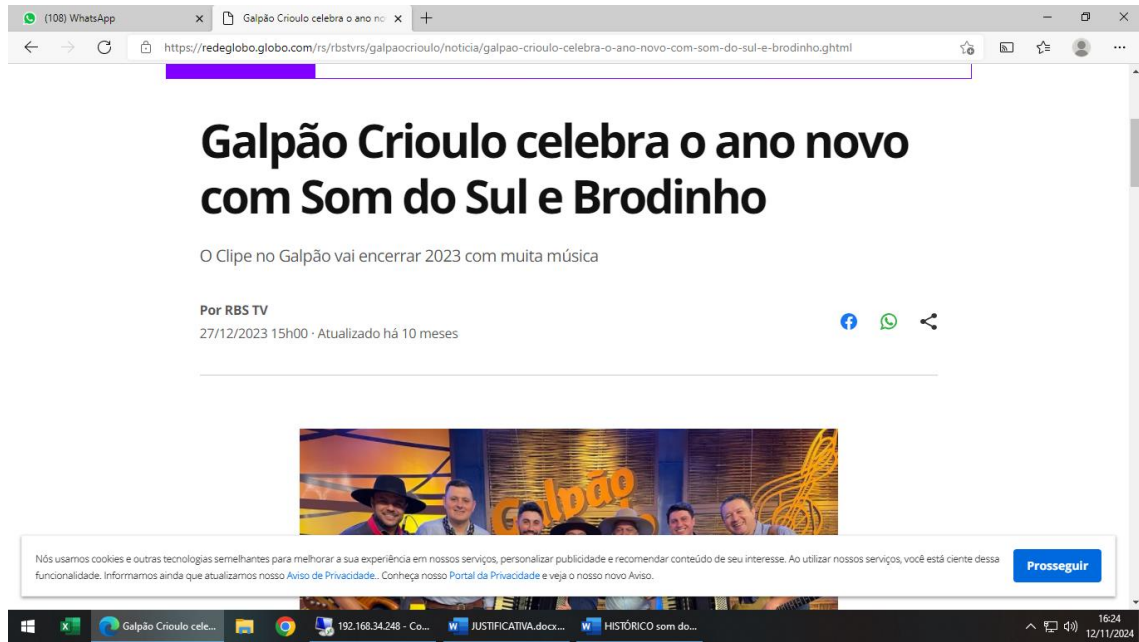 (108) WhatsApp
Galpão Crioulo celebra o ano no
https://redeglobo.globo.com/rs/rbstvrs/galpaocrioulo/noticia/galpao-crioulo-celebra-o-ano-novo-com-som-do-sul-e-brodinho.ghtml
Galpão Crioulo celebra o ano novo
com Som do Sul e Brodinho
O Clipe no Galpão vai encerrar 2023 com muita música
Por RBS TV
27/12/2023 15h00 · Atualizado há 10 meses
Galpão
Nós usamos cookies e outras tecnologias semelhantes para melhorar a sua experiência em nossos serviços, personalizar publicidade e recomendar conteúdo de seu interesse. Ao utilizar nossos serviços, você está ciente dessa
funcionalidade. Informamos ainda que atualizamos nosso Aviso de Privacidade.. Conheça nosso Portal da Privacidade e veja o nosso novo Aviso.
Prosseguir
Galpão Crioulo cele...
192.168.34.248 - Co...
JUSTIFICATIVA.docx...
HISTÓRICO som do...
16:24
12/11/2024